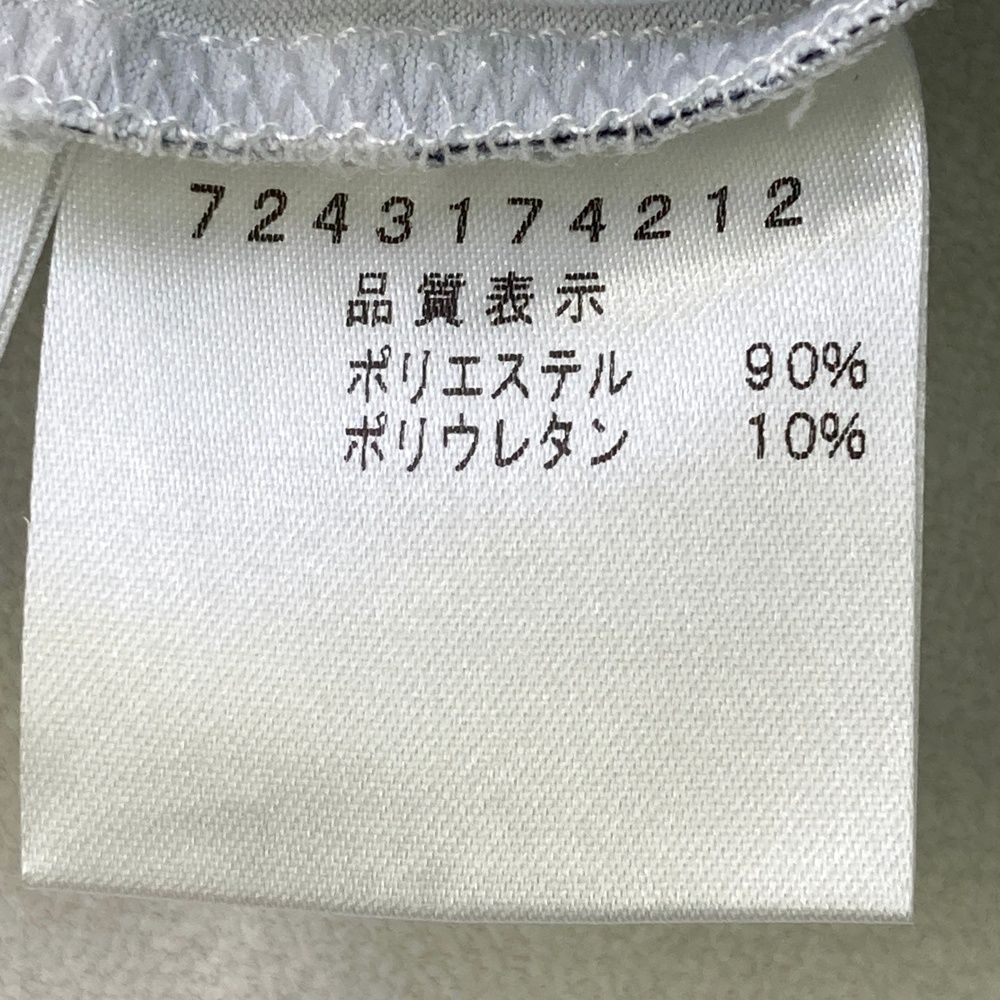 7243174212
品質表示
ポリエステル 90%
ポリウレタン 10%